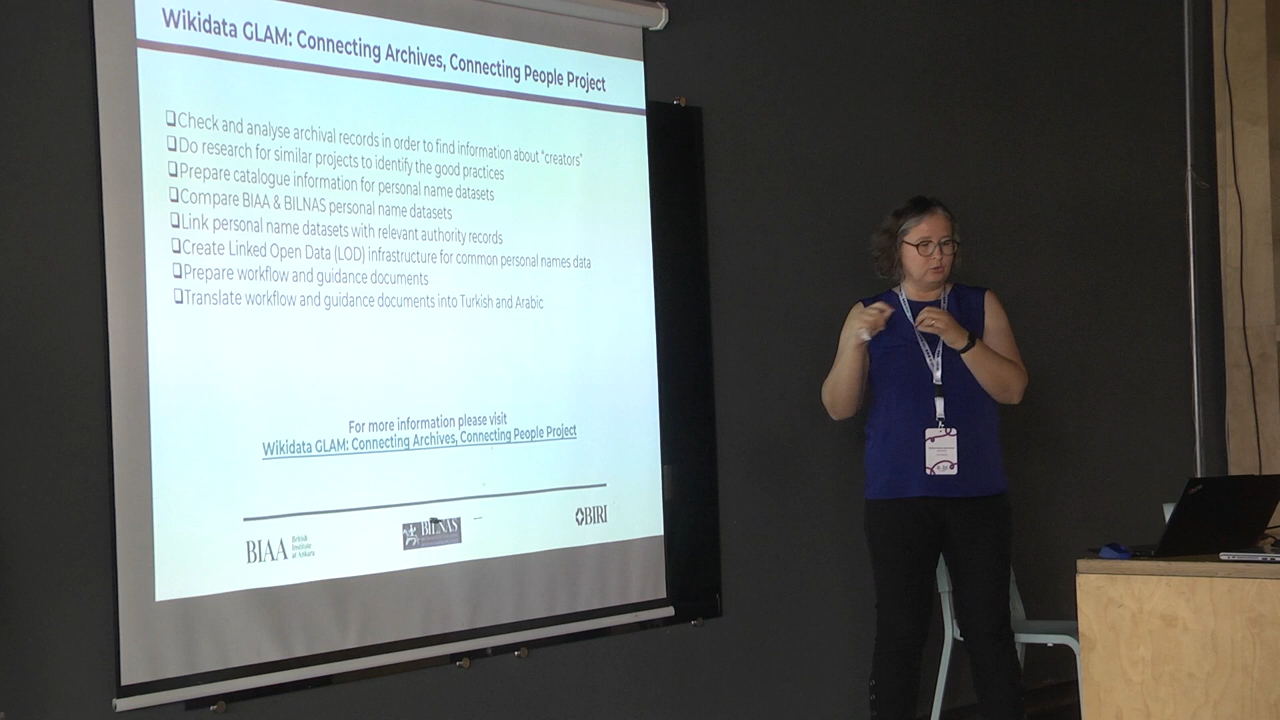 Wikidata GLAM: Connecting Archives, Connecting People Project
❑Check and analyse archival records in order to find information about "creators"
❑Do research for similar projects to identify the good practices
❑Prepare catalogue information for personal name datasets
❑Compare BIAA & BILNAS personal name datasets
❑Link personal name datasets with relevant authority records
❑Create Linked Open Data (LOD) infrastructure for common personal names data
❑Prepare workflow and guidance documents
❑Translate workflow and guidance documents into Turkish and Arabic
For more information please visit
Wikidata GLAM: Connecting Archives, Connecting People Project
BIAA British Institute at Ankara
BILNAS
BIRI